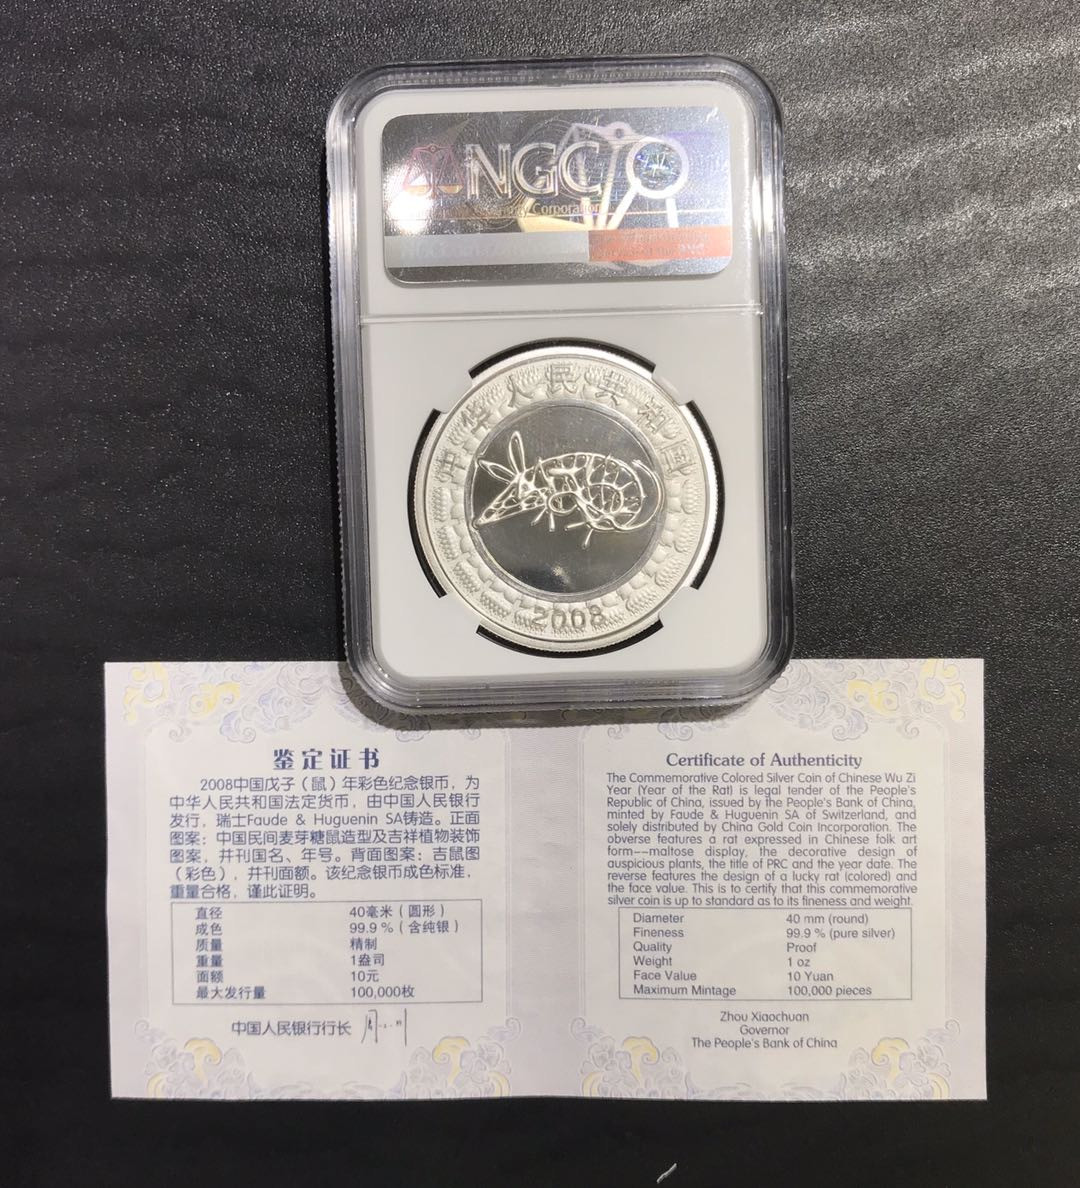 NGC
Corporation
中华人民共和国
2008
鉴定证书
2008中国戊子（鼠）年彩色纪念银币，为
中华人民共和国法定货币，由中国人民银行
发行，瑞士Faude & Huguenin SA铸造。正面
图案：中国民间麦芽糖鼠造型及吉祥植物装饰
图案，并刊国名、年号。背面图案：吉鼠图
（彩色），并刊面额。该纪念银币成色标准，
重量合格，谨此证明。
直径 40毫米（圆形）
成色 99.9%（含纯银）
质量 精制
重量 1盎司
面额 10元
最大发行量 100,000枚
中国人民银行行长
Certificate of Authenticity
The Commemorative Colored Silver Coin of Chinese Wu Zi
Year (Year of the Rat) is legal tender of the People's
Republic of China, issued by the People's Bank of China,
minted by Faude & Huguenin SA of Switzerland, and
solely distributed by China Gold Coin Incorporation. The
obverse features a rat expressed in Chinese folk art
form---maltose display, the decorative design of
auspicious plants, the title of PRC and the year date. The
reverse features the design of a lucky rat (colored) and
the face value. This is to certify that this commemorative
silver coin is up to standard as to its fineness and weight.
Diameter 40 mm (round)
Fineness 99.9 % (pure silver)
Quality Proof
Weight 1 oz
Face Value 10 Yuan
Maximum Mintage 100,000 pieces
Zhou Xiaochuan
Governor
The People's Bank of China